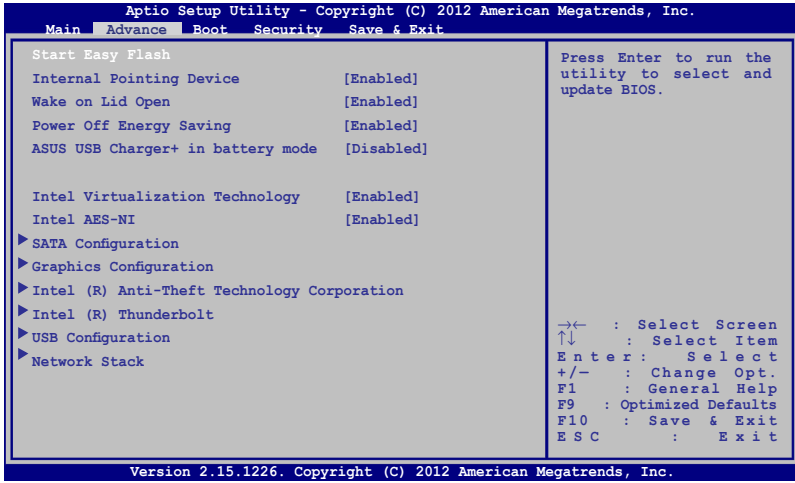 Aptio Setup Utility - Copyright (C) 2012 American Megatrends, Inc.
Main Advance Boot Security Save & Exit
Start Easy Flash
Internal Pointing Device [Enabled]
Wake on Lid Open [Enabled]
Power Off Energy Saving [Enabled]
ASUS USB Charger+ in battery mode [Disabled]
Intel Virtualization Technology [Enabled]
Intel AES-NI [Enabled]
SATA Configuration
Graphics Configuration
Intel (R) Anti-Theft Technology Corporation
Intel (R) Thunderbolt
USB Configuration
Network Stack
Press Enter to run the
utility to select and
update BIOS.
→← : Select Screen
↑↓ : Select Item
Enter: Select
+/− : Change Opt.
F1 : General Help
F9 : Optimized Defaults
F10 : Save & Exit
ESC : Exit
Version 2.15.1226. Copyright (C) 2012 American Megatrends, Inc.